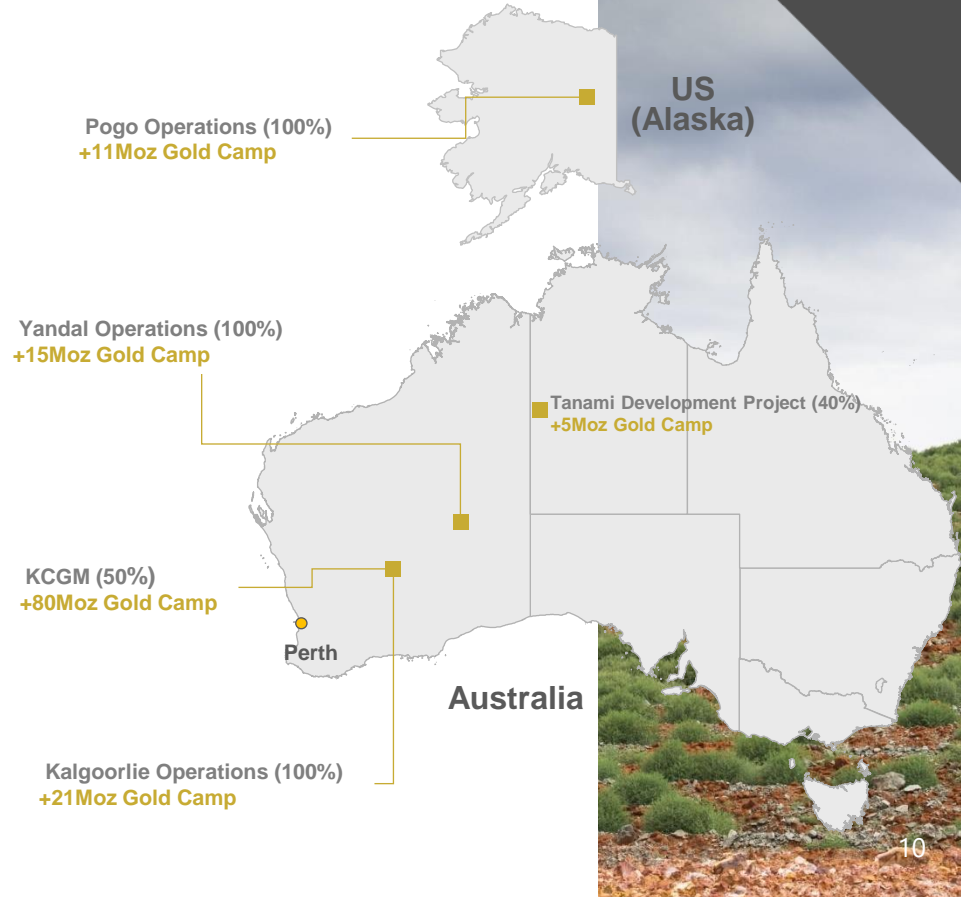 US
(Alaska)
Pogo Operations (100%)
+11Moz Gold Camp
Yandal Operations (100%)
+15Moz Gold Camp
Tanami Development Project (40%)
+5Moz Gold Camp
KCGM (50%)
+80Moz Gold Camp
Perth
Australia
Kalgoorlie Operations (100%)
+21Moz Gold Camp
10